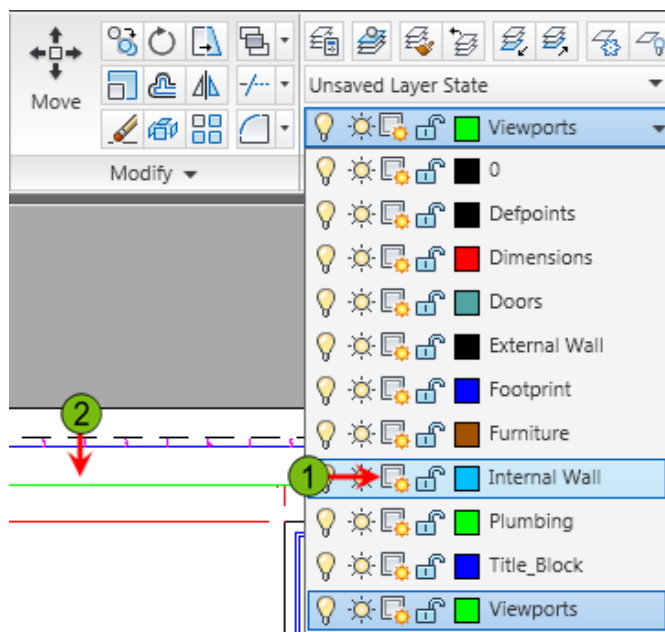 Move
Modify
Unsaved Layer State
Viewports
0
Defpoints
Dimensions
Doors
External Wall
Footprint
Furniture
Internal Wall
Plumbing
Title_Block
Viewports
2
1